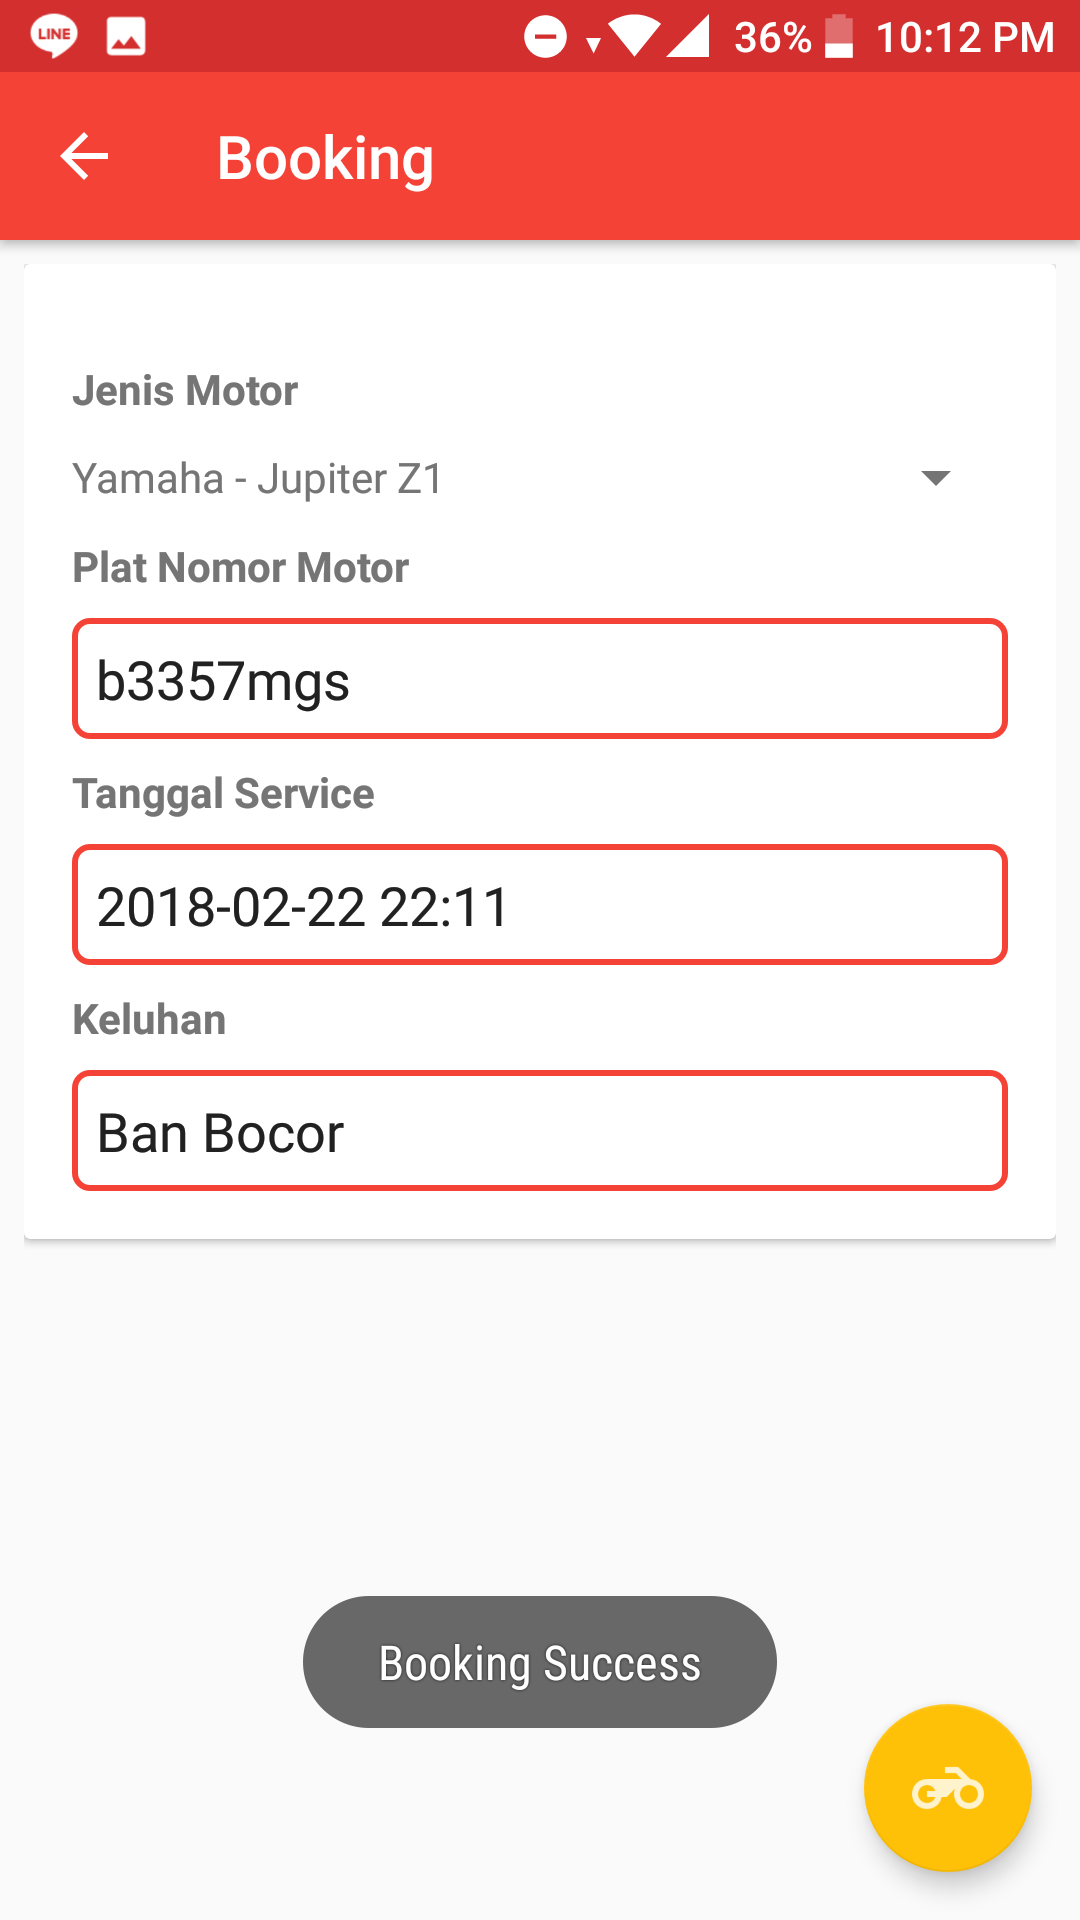 LINE 36% 10:12 PM
Booking
Jenis Motor
Yamaha - Jupiter Z1
Plat Nomor Motor
b3357mgs
Tanggal Service
2018-02-22 22:11
Keluhan
Ban Bocor
Booking Success